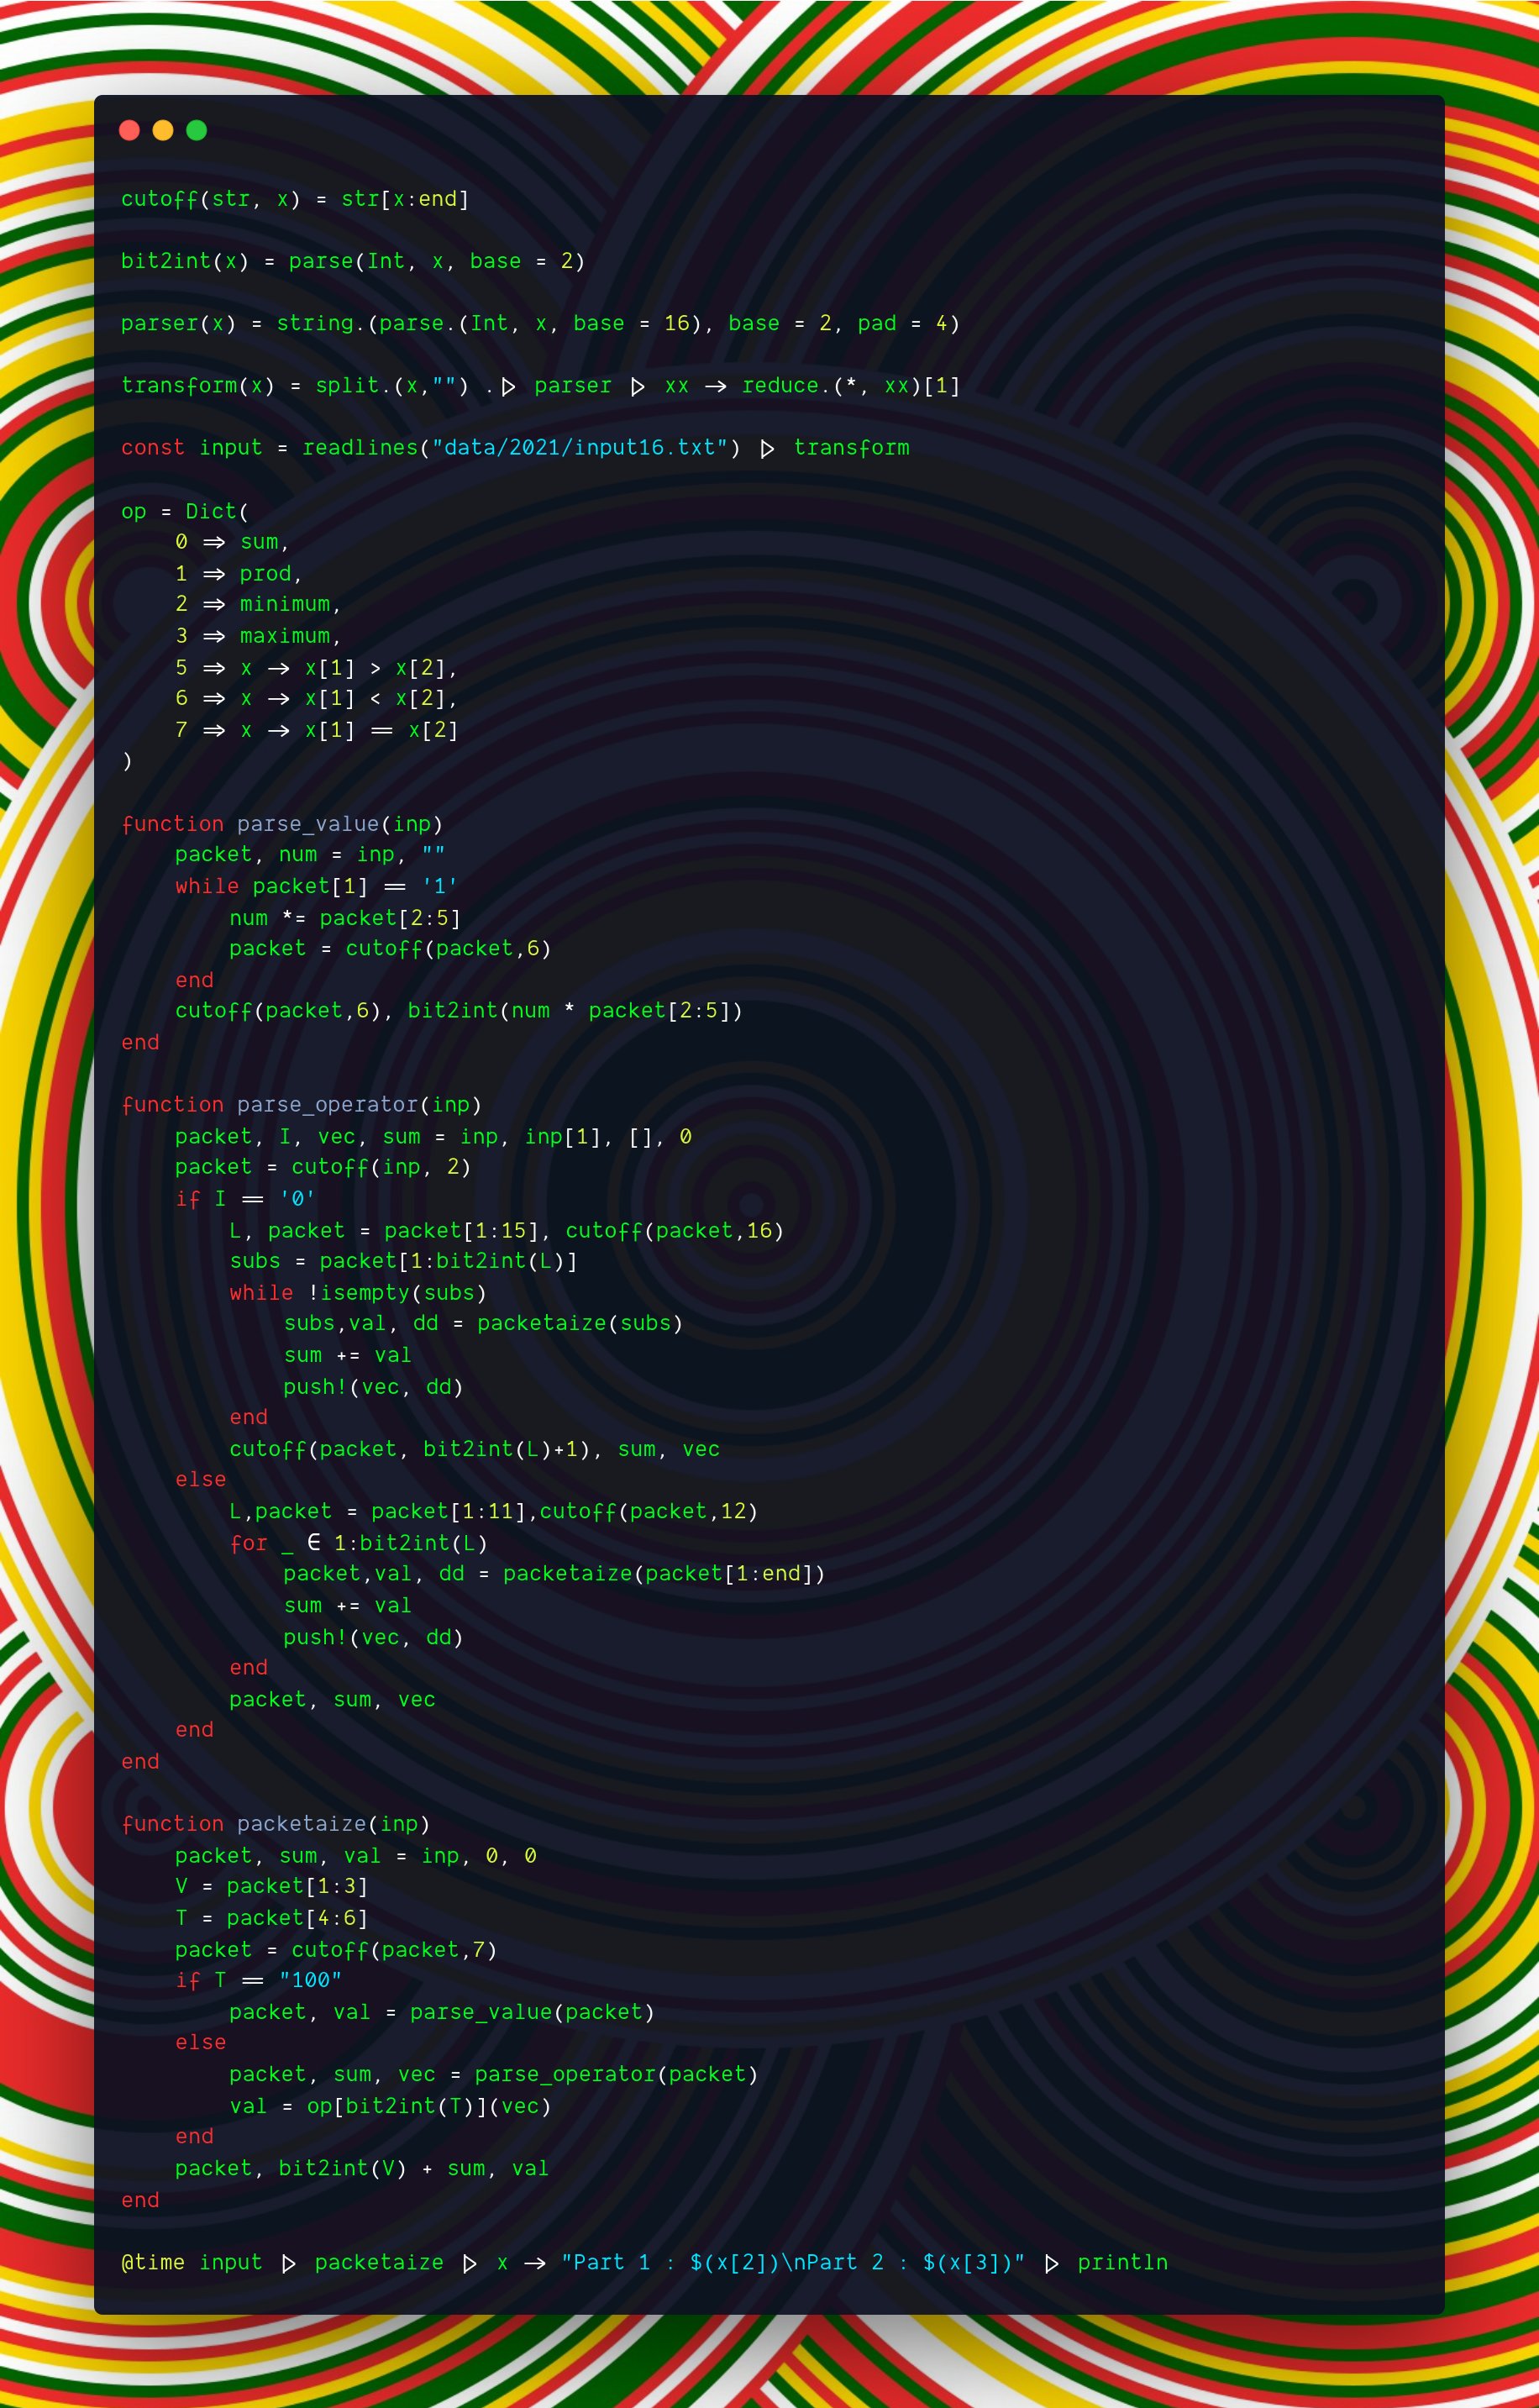 cutoff(str, x) = str[x:end]
bit2int(x) = parse(Int, x, base = 2)
parser(x) = string.(parse.(Int, x, base = 16), base = 2, pad = 4)
transform(x) = split.(x,"") .|> parser |> xx -> reduce.(*, xx)[1]
const input = readlines("data/2021/input16.txt") |> transform
op = Dict(
    0 => sum,
    1 => prod,
    2 => minimum,
    3 => maximum,
    5 => x -> x[1] > x[2],
    6 => x -> x[1] < x[2],
    7 => x -> x[1] == x[2]
)
function parse_value(inp)
    packet, num = inp, ""
    while packet[1] == '1'
        num *= packet[2:5]
        packet = cutoff(packet,6)
    end
    cutoff(packet,6), bit2int(num * packet[2:5])
end
function parse_operator(inp)
    packet, I, vec, sum = inp, inp[1], [], 0
    packet = cutoff(inp, 2)
    if I == '0'
        L, packet = packet[1:15], cutoff(packet,16)
        subs = packet[1:bit2int(L)]
        while !isempty(subs)
            subs,val, dd = packetaize(subs)
            sum += val
            push!(vec, dd)
        end
        cutoff(packet, bit2int(L)+1), sum, vec
    else
        L,packet = packet[1:11],cutoff(packet,12)
        for _ ∈ 1:bit2int(L)
            packet,val, dd = packetaize(packet[1:end])
            sum += val
            push!(vec, dd)
        end
        packet, sum, vec
    end
end
function packetaize(inp)
    packet, sum, val = inp, 0, 0
    V = packet[1:3]
    T = packet[4:6]
    packet = cutoff(packet,7)
    if T == "100"
        packet, val = parse_value(packet)
    else
        packet, sum, vec = parse_operator(packet)
        val = op[bit2int(T)](vec)
    end
    packet, bit2int(V) + sum, val
end
@time input |> packetaize |> x -> "Part 1 : $(x[2])\nPart 2 : $(x[3])" |> println